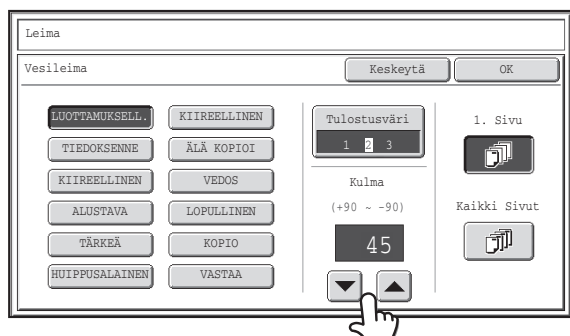 Leima
Vesileima
Keskeytä
OK
LUOTTAMUKSELL.
KIIREELLINEN
TIEDOKSENNE
ÄLÄ KOPIOI
KIIREELLINEN
VEDOS
ALUSTAVA
LOPULLINEN
TÄRKEÄ
KOPIO
HUIPPUSALAINEN
VASTAA
Tulostusväri
1 2 3
Kulma
(+90 ~ -90)
45
1. Sivu
Kaikki Sivut